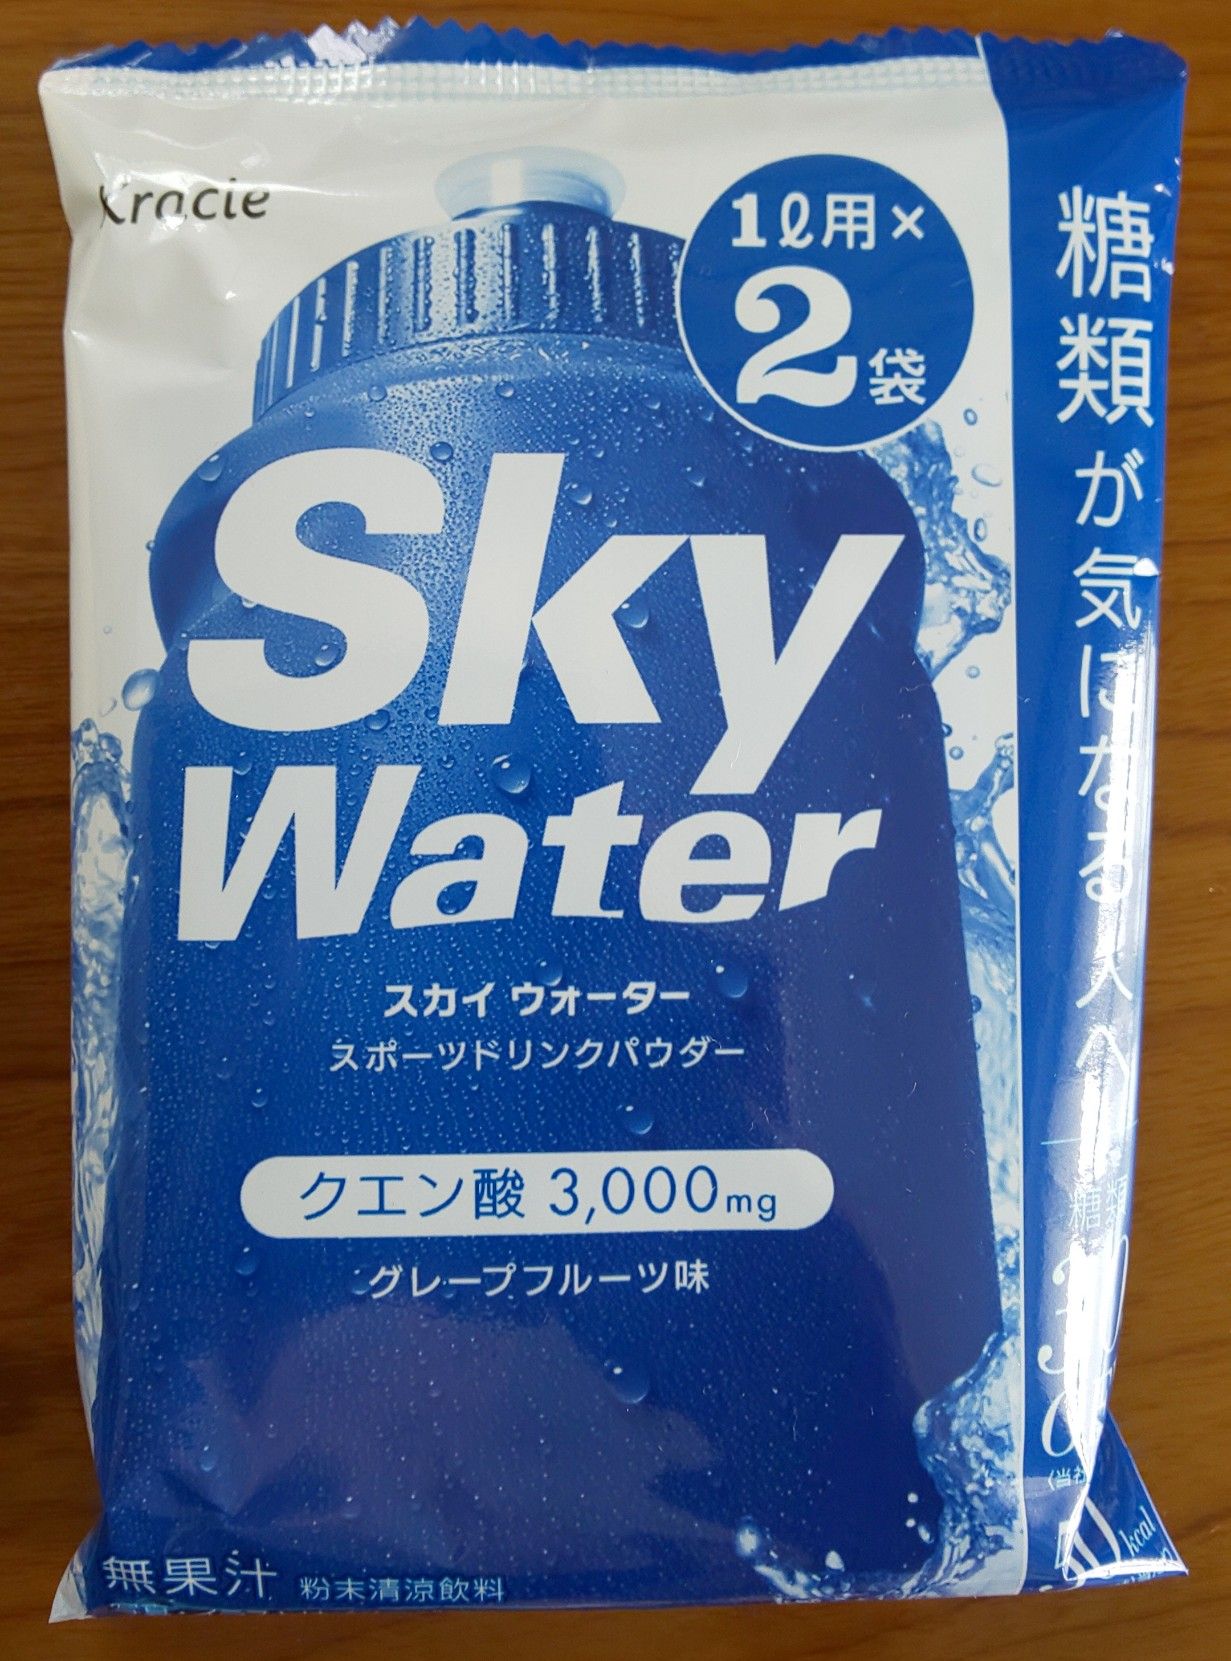 Kracie
1ℓ用×
2袋
Sky
Water
スカイ ウォーター
スポーツドリンクパウダー
クエン酸 3,000mg
グレープフルーツ味
無果汁 粉末清涼飲料
糖類が気になる人へ
糖類
kcal